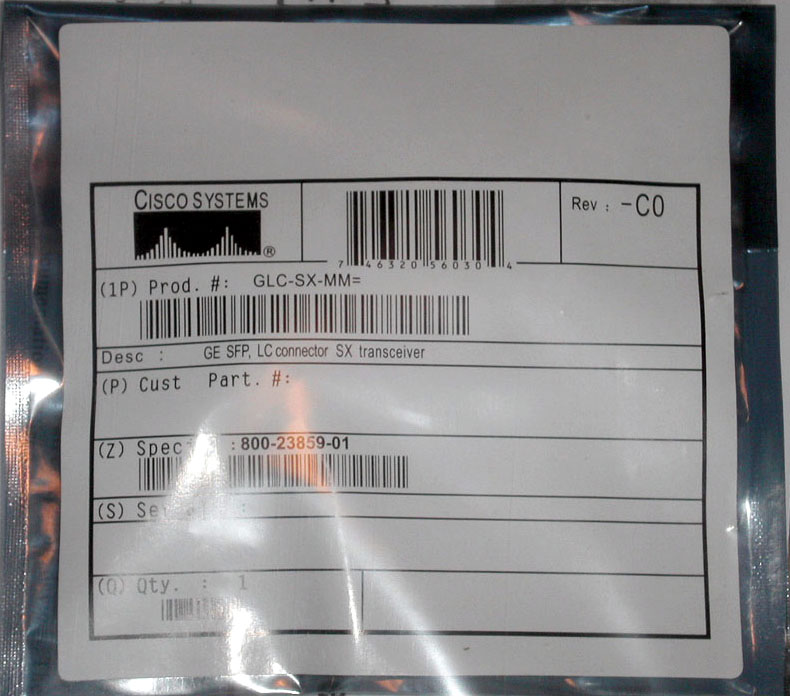 CISCO SYSTEMS
®
7 46320 56030 4
Rev : -C0
(1P) Prod. #: GLC-SX-MM=
Desc : GE SFP, LC connector SX transceiver
(P) Cust Part. #:
(Z) : 800-23859-01
(S)
(Q) Qty. : 1